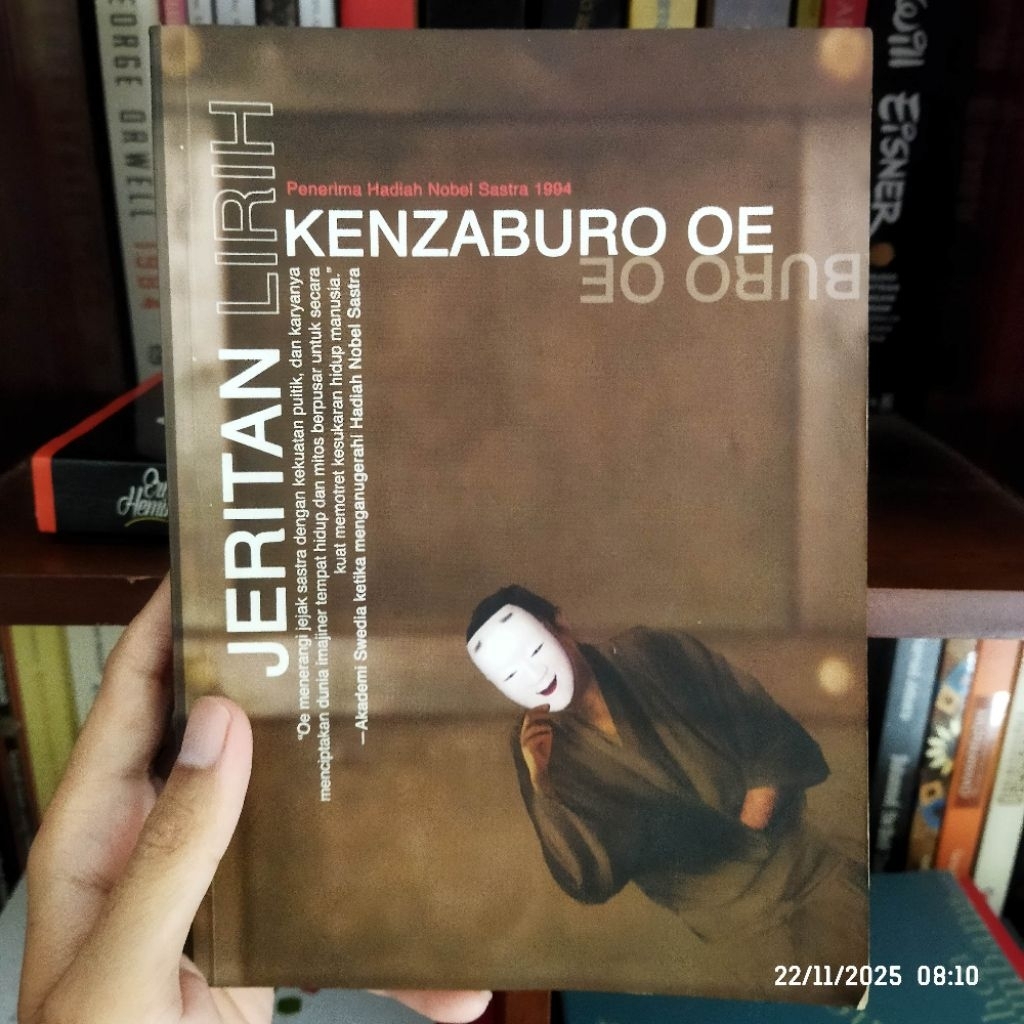 JERITAN LIRIH
Penerima Hadiah Nobel Sastra 1994
KENZABURO OE
BURO OE
"Oe menerangi jejak sastra dengan kekuatan puitik, dan karyanya
menciptakan dunia imajiner tempat hidup dan mitos berpusar untuk secara
kuat memotret kesukaran hidup manusia."
—Akademi Swedia ketika menganugerahi Hadiah Nobel Sastra
GEORGE ORWELL 1984
Will EiSNER
22/11/2025 08:10